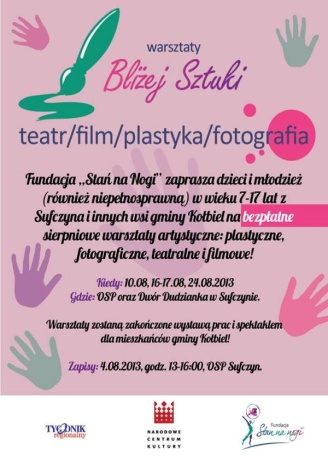 warsztaty
Bliżej Sztuki
teatr/film/plastyka/fotografia
Fundacja „Stań na Nogi” zaprasza dzieci i młodzież
(również niepełnosprawną) w wieku 7-17 lat z
Sufczyna i innych wsi gminy Kołbiel na bezpłatne
sierpniowe warsztaty artystyczne: plastyczne,
fotograficzne, teatralne i filmowe!
Kiedy: 10.08, 16-17.08, 24.08.2013
Gdzie: OSP oraz Dwór Dudzianka w Sufczynie.
Warsztaty zostaną zakończone wystawą prac i spektaklem
dla mieszkańców gminy Kołbiel!
Zapisy: 4.08.2013, godz. 13-16:00, OSP Sufczyn.
TYGODNIK
regionalny
NARODOWE
CENTRUM
KULTURY
Fundacja
Stań na nogi